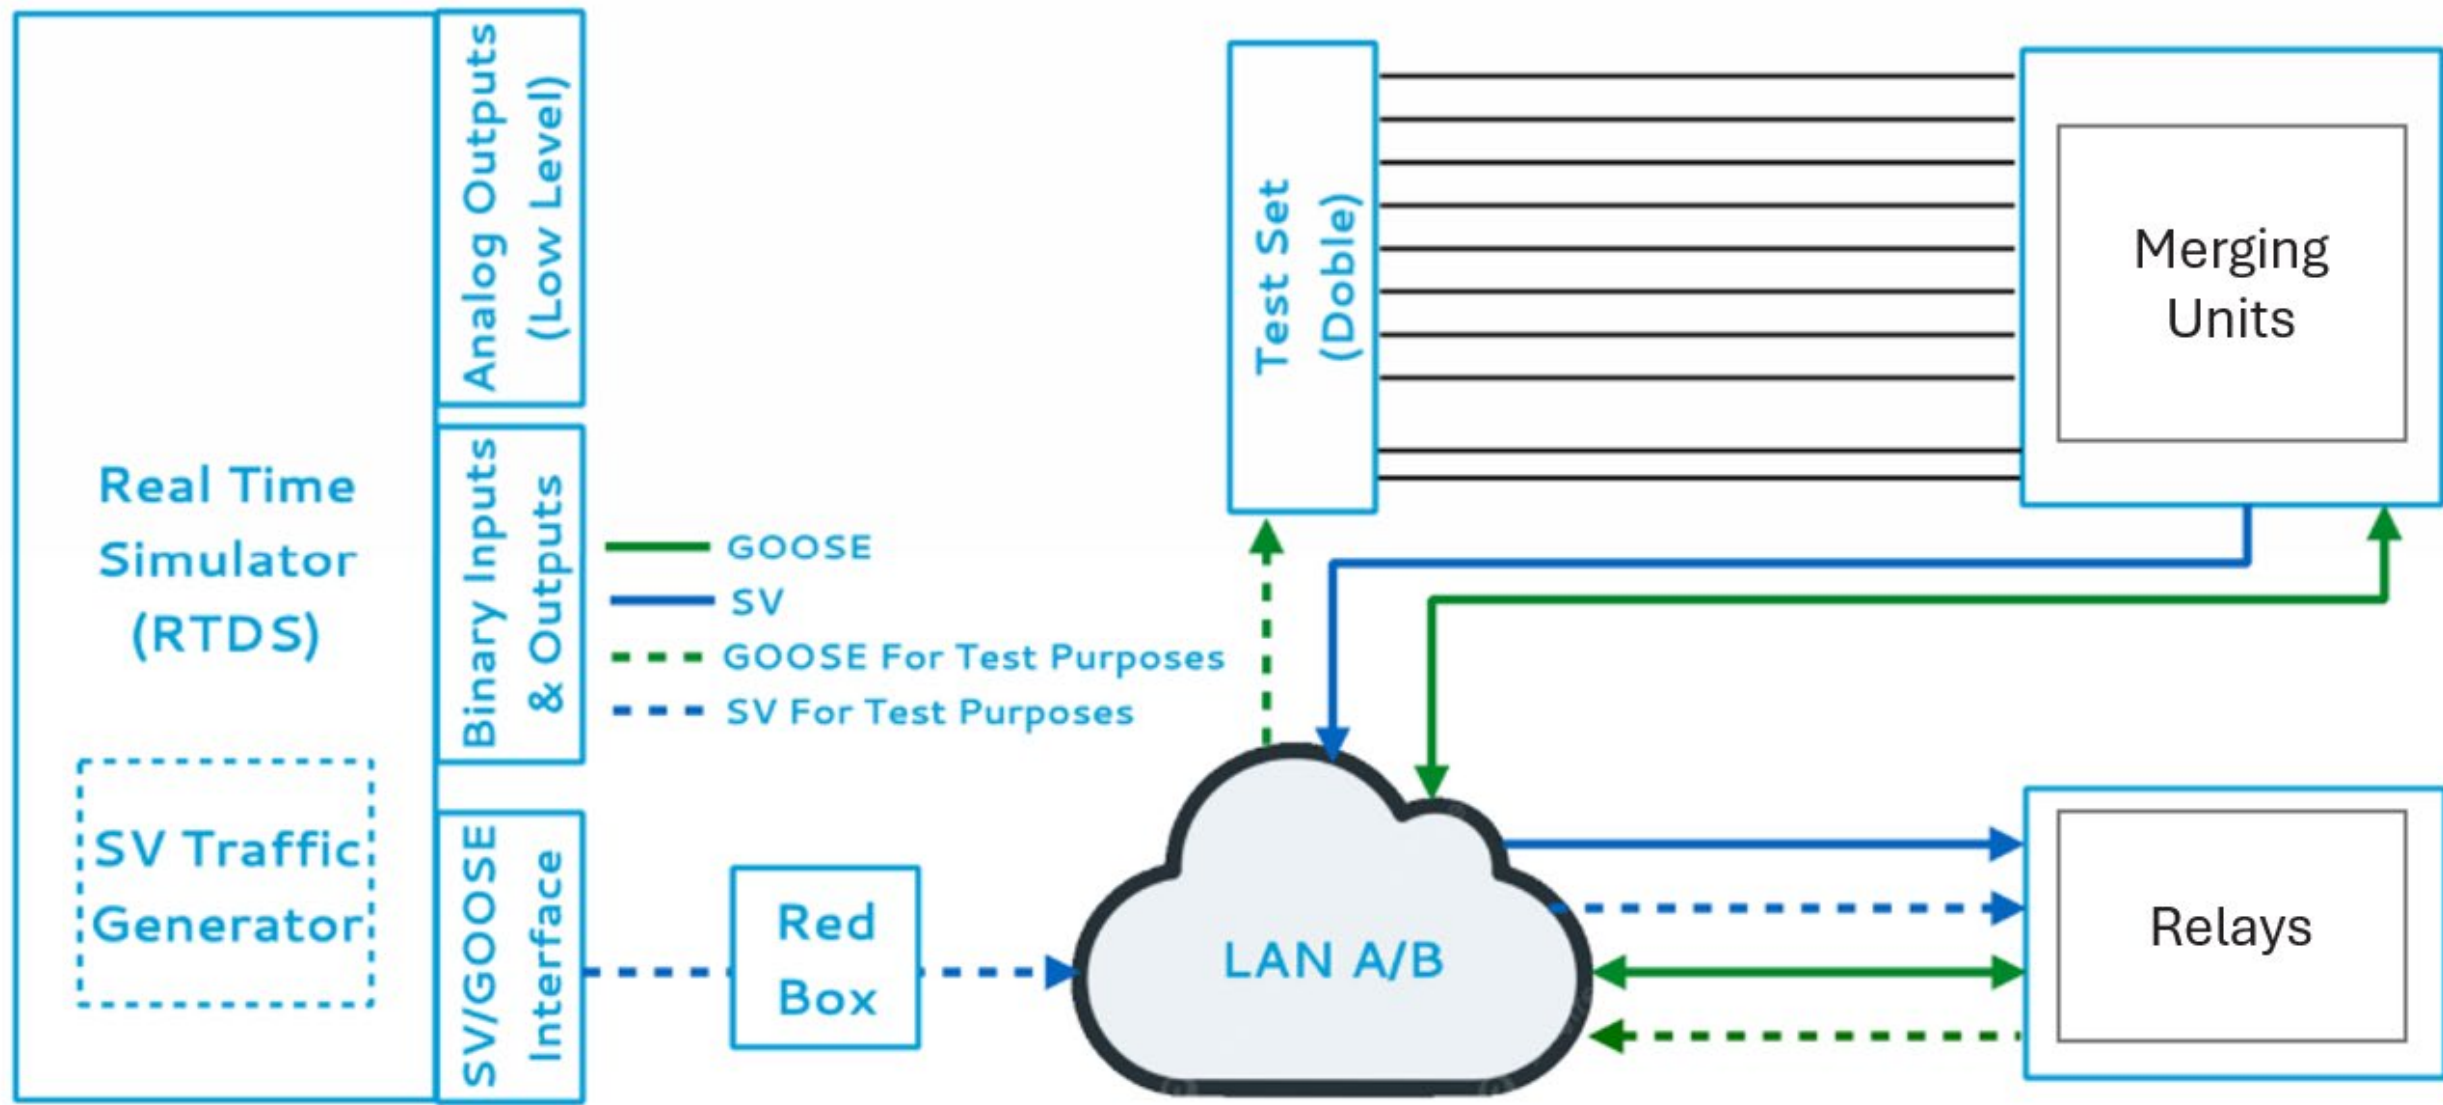 Real Time
Simulator
(RTDS)
SV Traffic
Generator
Analog Outputs
(Low Level)
Binary Inputs
& Outputs
SV/GOOSE
Interface
GOOSE
SV
GOOSE For Test Purposes
SV For Test Purposes
Red
Box
Test Set
(Doble)
Merging
Units
LAN A/B
Relays